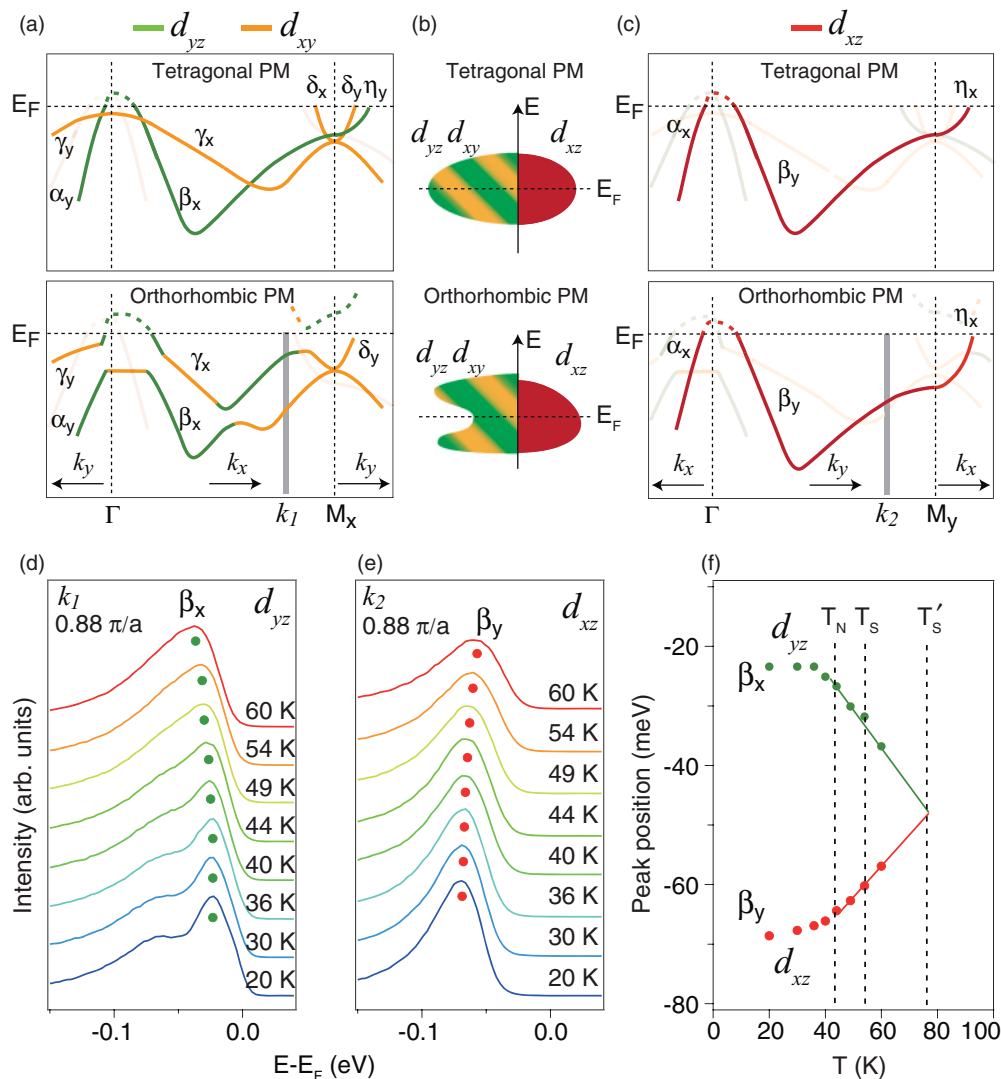 (a) (b) (c)
d_yz d_xy d_xz
Tetragonal PM Tetragonal PM Tetragonal PM
δ_x δ_y η_y
E_F
γ_y γ_x
α_y β_x
E
d_yz d_xy d_xz
E_F
η_x
E_F
α_x
β_y
Orthorhombic PM Orthorhombic PM Orthorhombic PM
E_F
γ_y γ_x δ_y
α_y β_x
k_y k_x k_y
Γ k_1 M_x
E
d_yz d_xy d_xz
E_F
η_x
E_F
α_x
β_y
k_x k_y k_x
Γ k_2 M_y
(d)
k_1
0.88 π/a
β_x d_yz
60 K
54 K
49 K
44 K
40 K
36 K
30 K
20 K
Intensity (arb. units)
-0.1 0.0
(e)
k_2
0.88 π/a
β_y d_xz
60 K
54 K
49 K
44 K
40 K
36 K
30 K
20 K
-0.1 0.0
E-E_F (eV)
(f)
T_N T_S T_S′
d_yz
β_x
β_y
d_xz
-20
-40
-60
-80
Peak position (meV)
0 20 40 60 80 100
T (K)